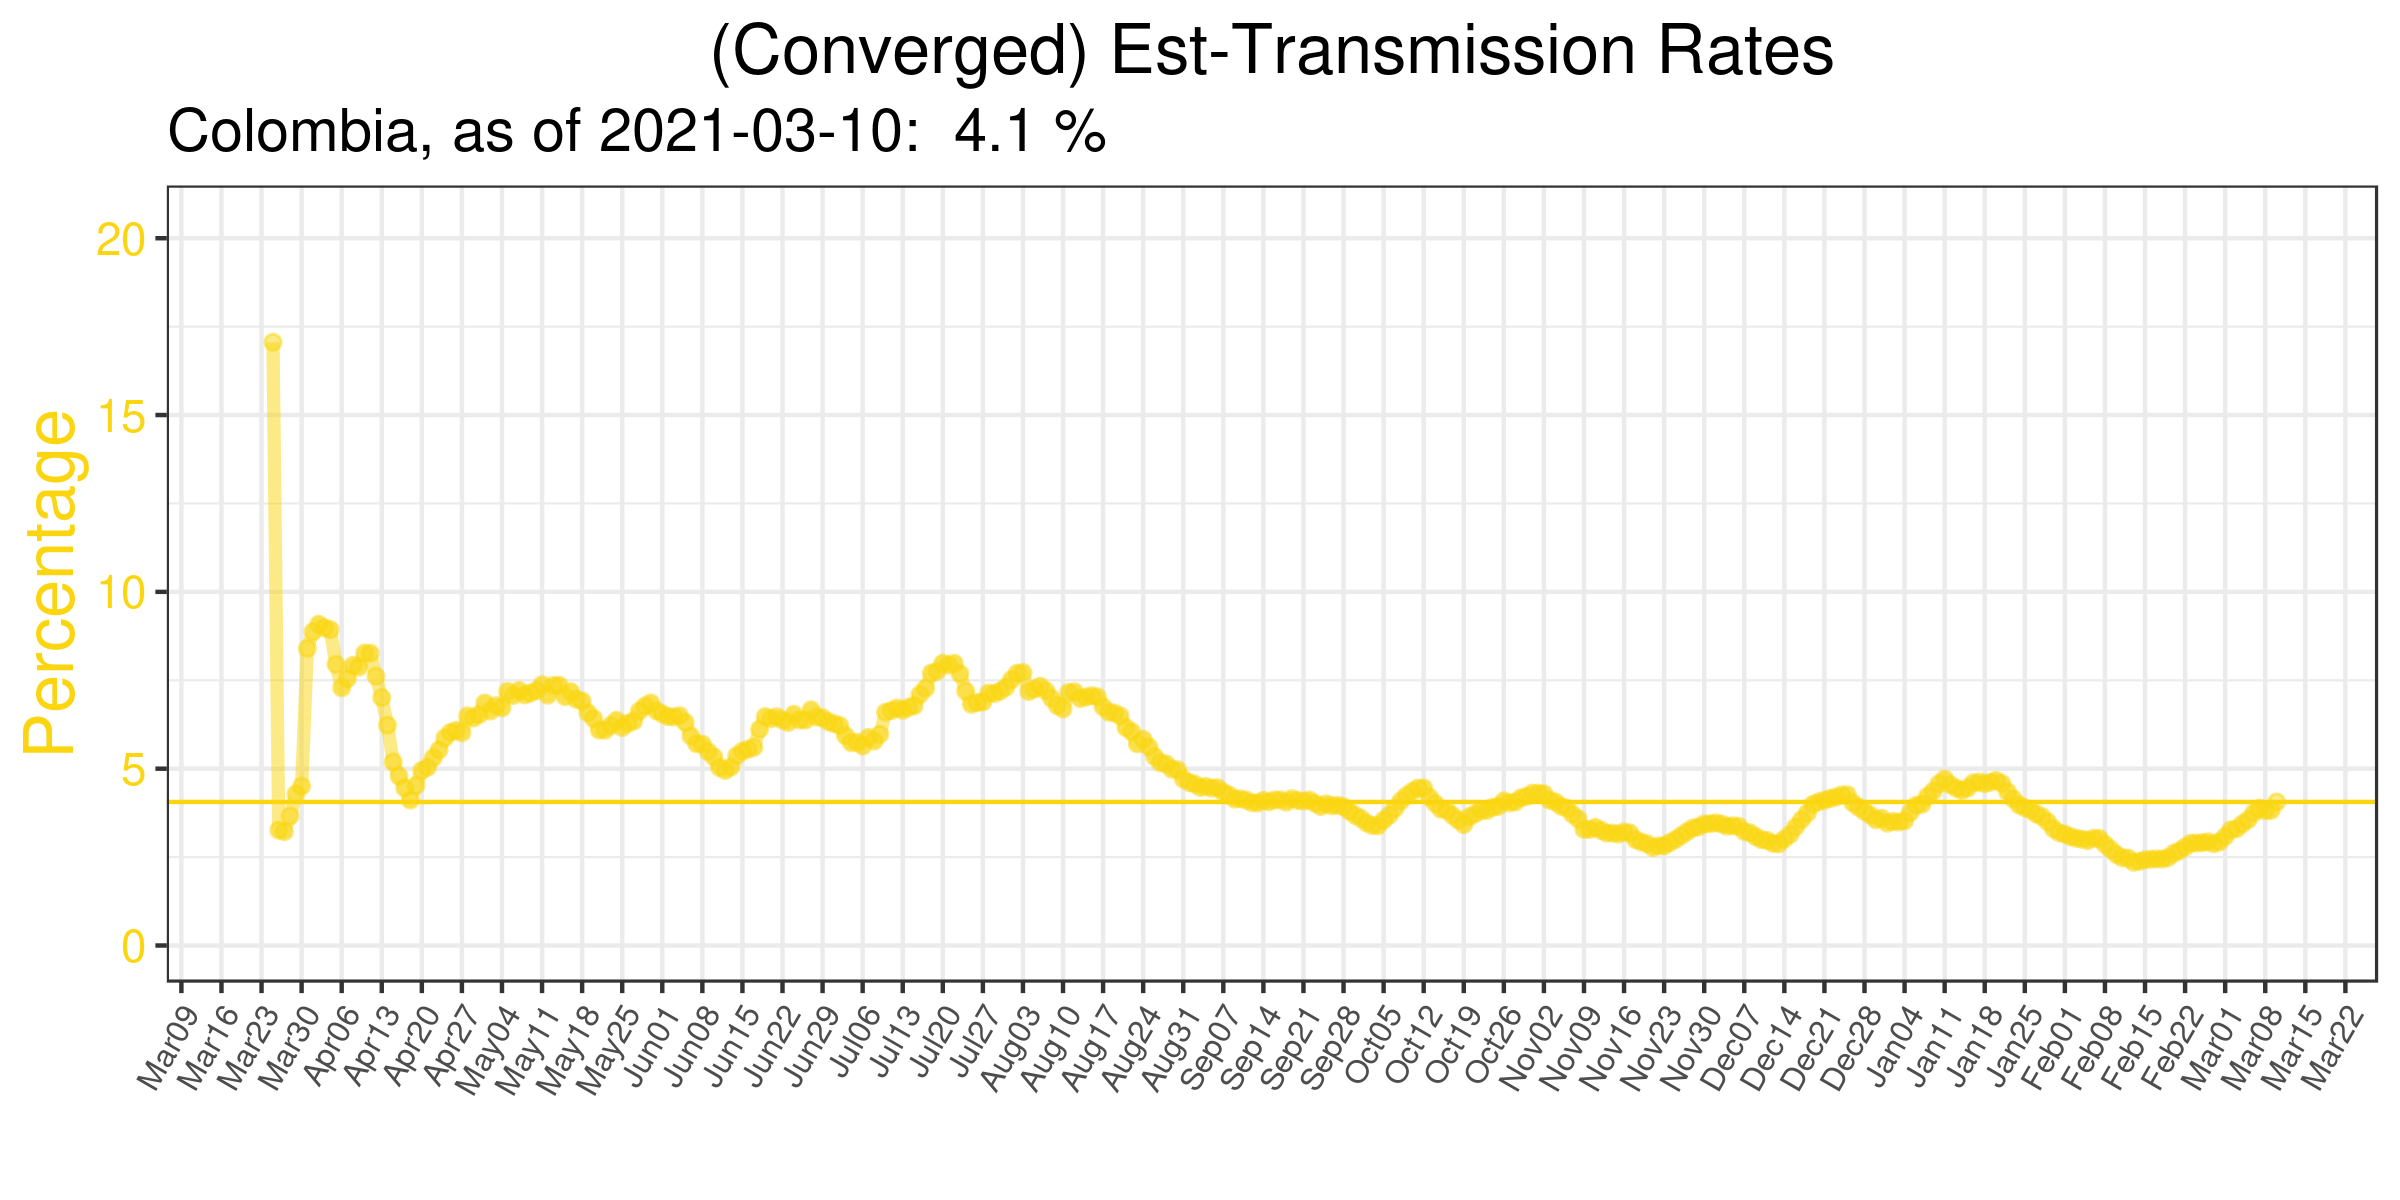 (Converged) Est-Transmission Rates
Colombia, as of 2021-03-10:  4.1 %
Percentage
20
15
10
5
0
Mar09
Mar16
Mar23
Mar30
Apr06
Apr13
Apr20
Apr27
May04
May11
May18
May25
Jun01
Jun08
Jun15
Jun22
Jun29
Jul06
Jul13
Jul20
Jul27
Aug03
Aug10
Aug17
Aug24
Aug31
Sep07
Sep14
Sep21
Sep28
Oct05
Oct12
Oct19
Oct26
Nov02
Nov09
Nov16
Nov23
Nov30
Dec07
Dec14
Dec21
Dec28
Jan04
Jan11
Jan18
Jan25
Feb01
Feb08
Feb15
Feb22
Mar01
Mar08
Mar15
Mar22